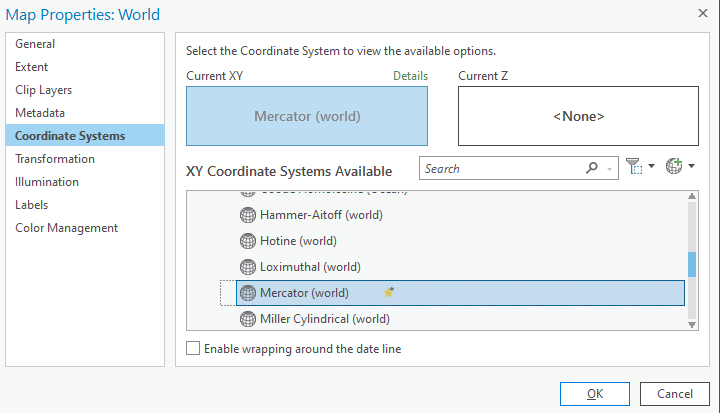 Map Properties: World
General
Extent
Clip Layers
Metadata
Coordinate Systems
Transformation
Illumination
Labels
Color Management
Select the Coordinate System to view the available options.
Current XY Details Current Z
Mercator (world) <None>
XY Coordinate Systems Available Search
Hammer-Aitoff (world)
Hotine (world)
Loximuthal (world)
Mercator (world)
Miller Cylindrical (world)
Enable wrapping around the date line
OK Cancel